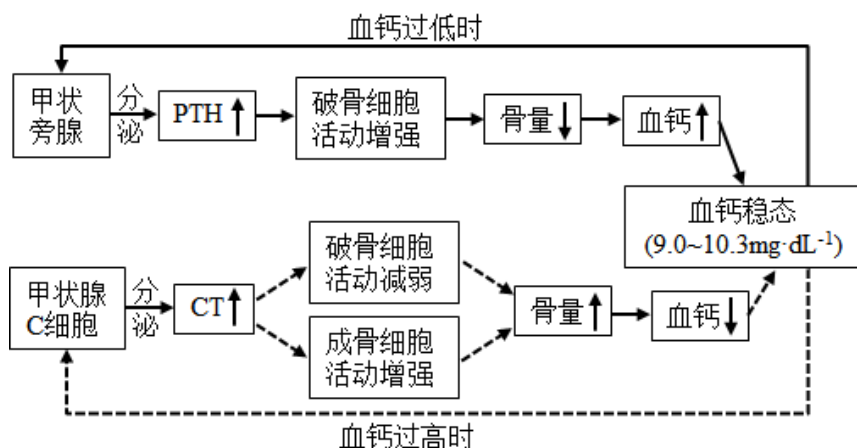 血钙过低时
甲状
旁腺
分
泌
PTH
破骨细胞
活动增强
骨量
血钙
血钙稳态
(9.0~10.3mg·dL-1)
甲状腺
C细胞
分
泌
CT
破骨细胞
活动减弱
成骨细胞
活动增强
骨量
血钙
血钙过高时